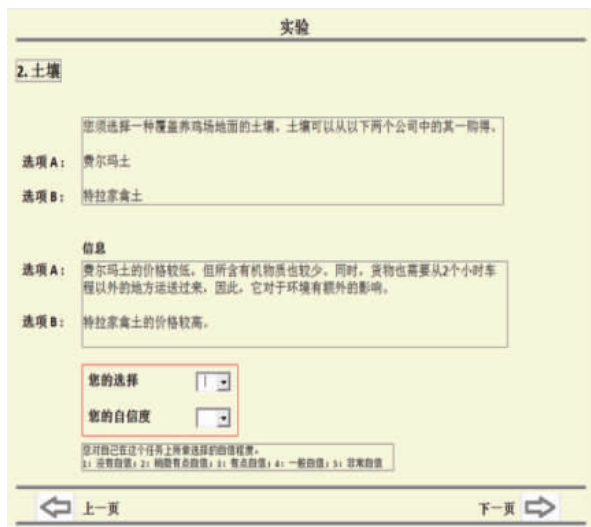 实验
2. 土壤
您须选择一种覆盖养鸡场地面的土壤。土壤可以从以下两个公司中的其一购得。
选项 A： 费尔玛土
选项 B： 特拉家禽土
信息
选项 A： 费尔玛土的价格较低。但所含有机物质也较少。同时，货物也需要从2个小时车
程以外的地方运送过来，因此，它对于环境有额外的影响。
选项 B： 特拉家禽土的价格较高。
您的选择
您的自信度
您对自己在这个任务上所做选择的自信程度。
1：没有自信；2：稍微有点自信；3：有点自信；4：一般自信；5：非常自信
上一页 下一页